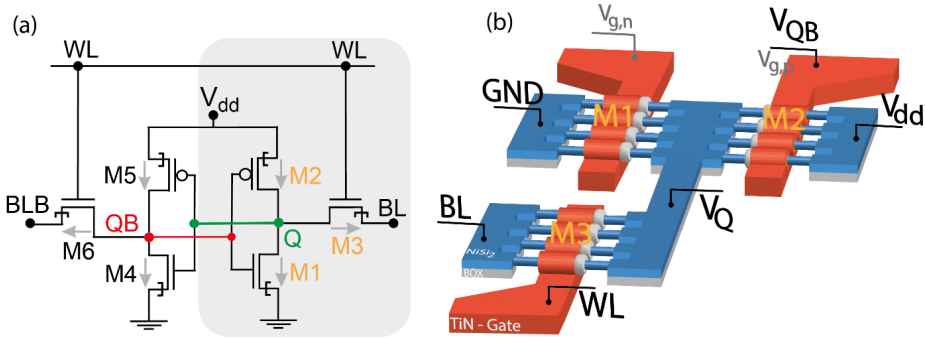 (a)
WL
WL
V_dd
M5
M2
BLB
BL
QB
Q
M6
M3
M4
M1
(b)
V_g,n
V_QB
V_g,p
GND
M1
M2
V_dd
BL
M3
V_Q
NiSi_2
BOX
WL
TiN - Gate